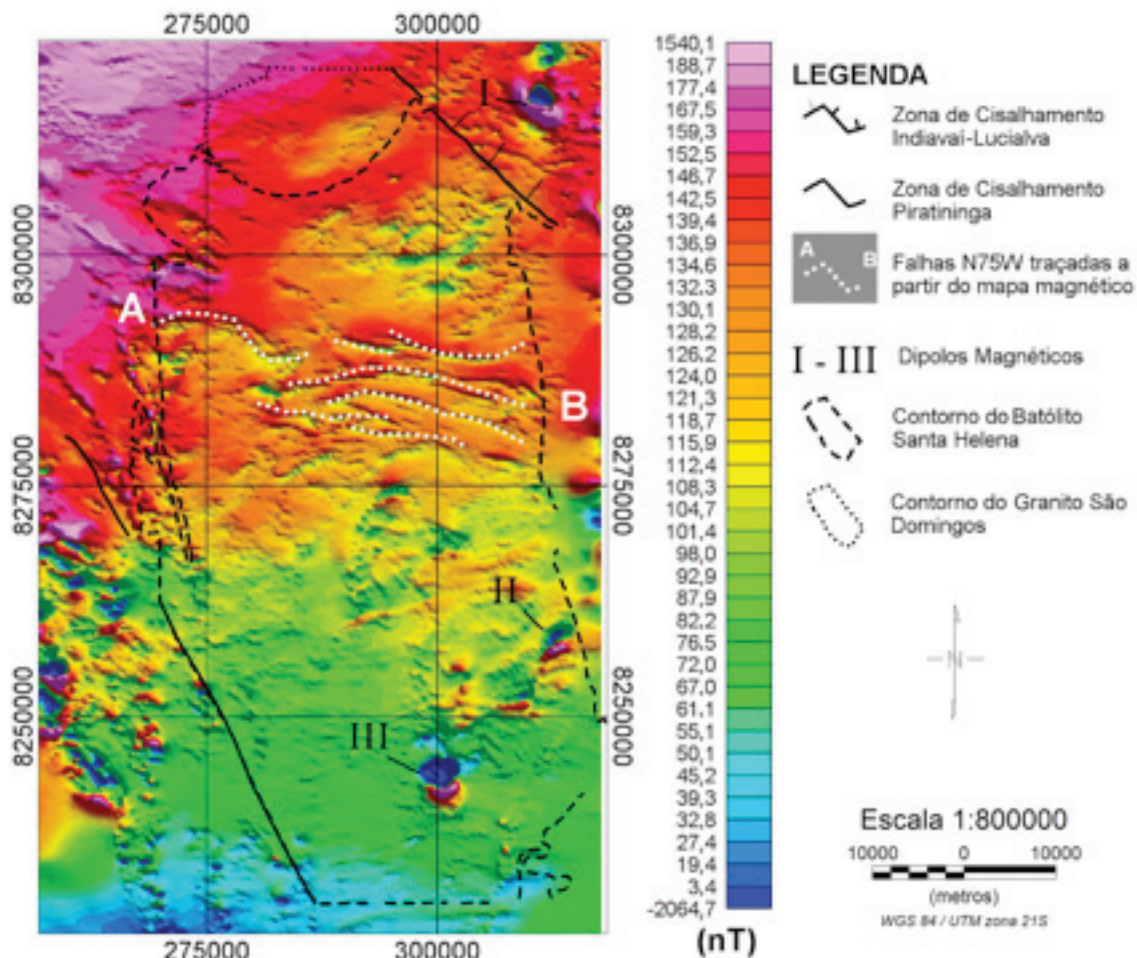 275000 300000
I
A
B
II
III
8300000
8275000
8250000
8300000
8275000
8250000
275000 300000
1540,1
188,7
177,4
167,5
159,3
152,5
146,7
142,5
139,4
136,9
134,6
132,3
130,1
128,2
126,2
124,0
121,3
118,7
115,9
112,4
108,3
104,7
101,4
98,0
92,9
87,9
82,2
76,5
72,0
67,0
61,1
55,1
50,1
45,2
39,3
32,8
27,4
19,4
3,4
-2064,7
(nT)
LEGENDA
Zona de Cisalhamento
Indiavaí-Lucialva
Zona de Cisalhamento
Piratininga
A B
Falhas N75W traçadas a
partir do mapa magnético
I - III Dipolos Magnéticos
Contorno do Batólito
Santa Helena
Contorno do Granito São
Domingos
N
Escala 1:800000
10000 0 10000
(metros)
WGS 84 / UTM zona 21S